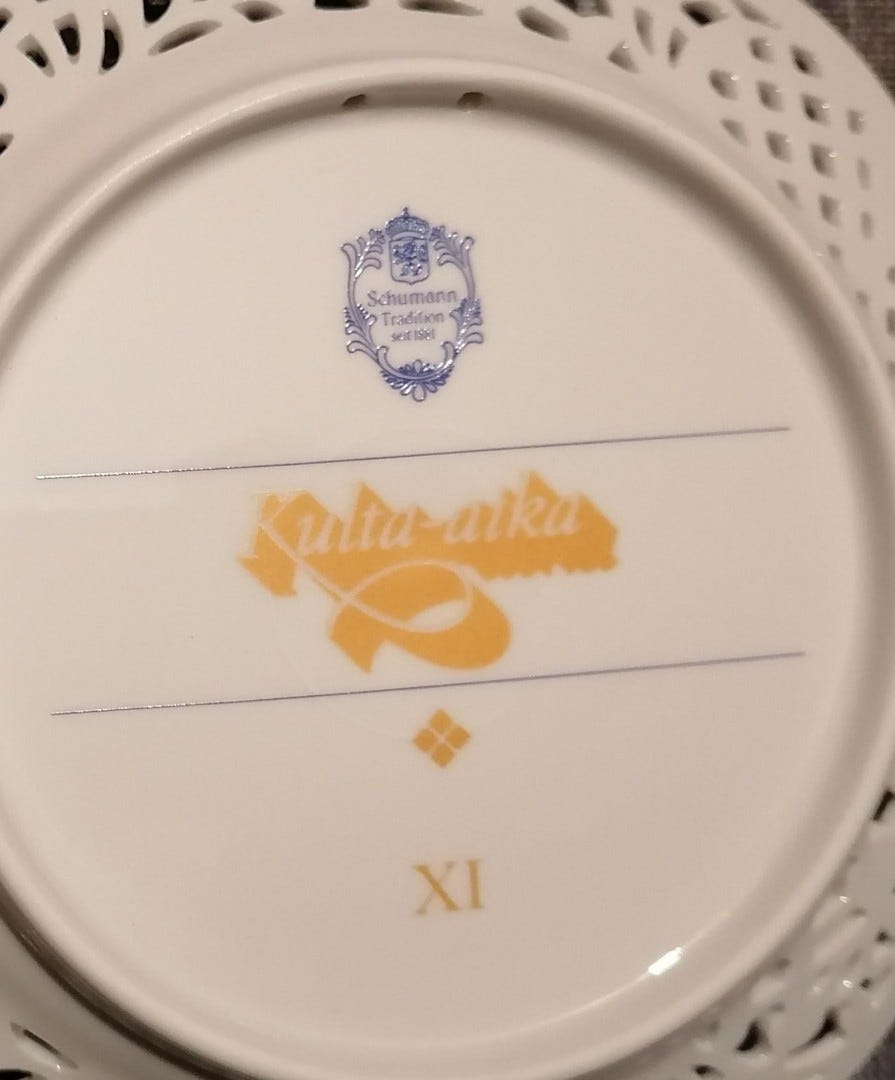 Schumann
Tradition
seit 1881
Kulta-aika
XI